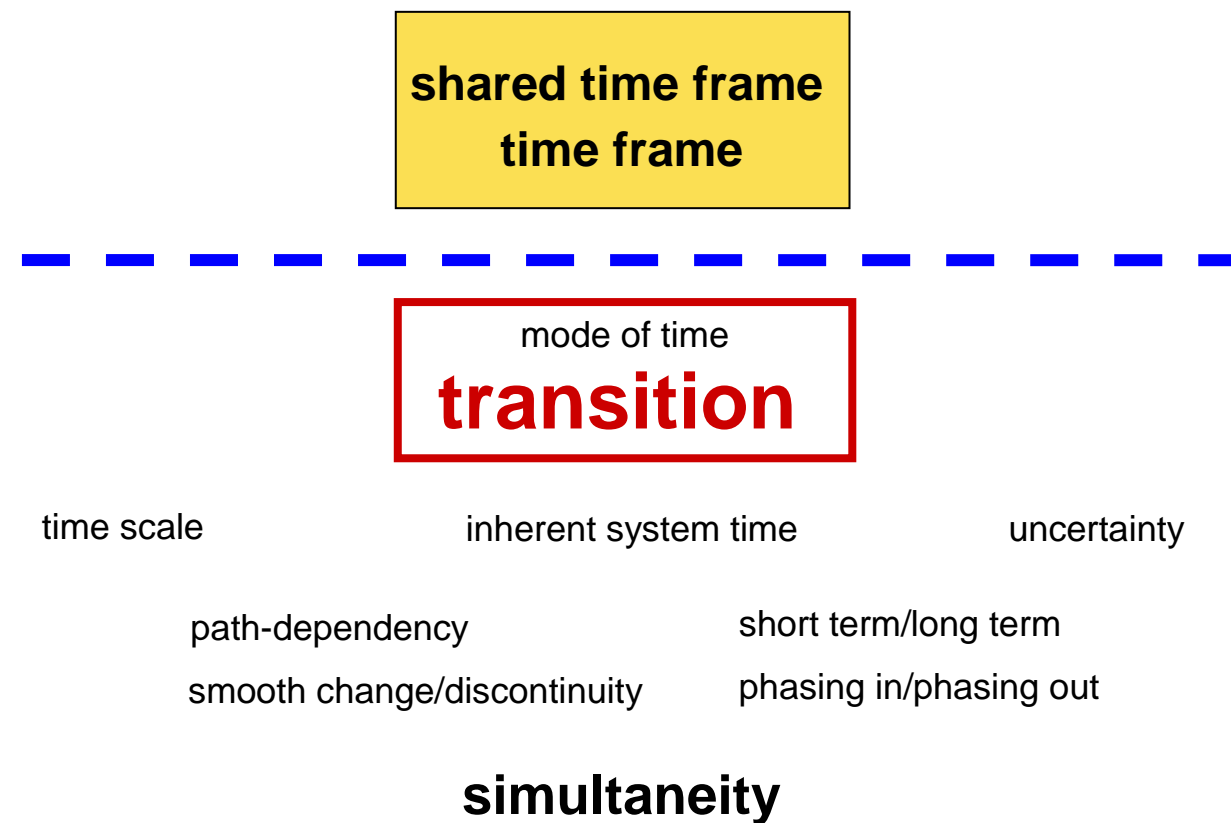 shared time frame
time frame
mode of time
transition
time scale
inherent system time
uncertainty
path-dependency
short term/long term
smooth change/discontinuity
phasing in/phasing out
simultaneity